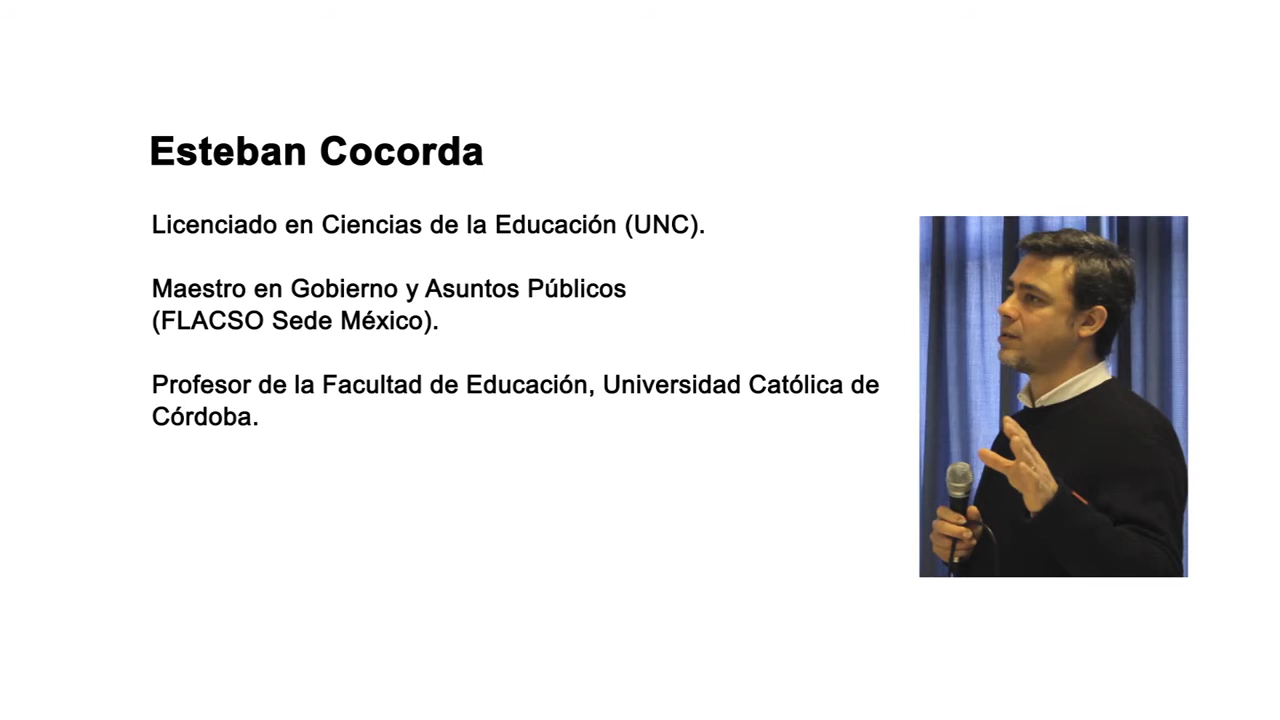 Esteban Cocorda
Licenciado en Ciencias de la Educación (UNC).
Maestro en Gobierno y Asuntos Públicos
(FLACSO Sede México).
Profesor de la Facultad de Educación, Universidad Católica de
Córdoba.